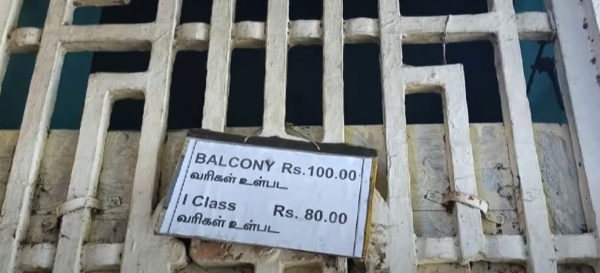 BALCONY Rs.100.00
வரிகள் உள்பட
I Class Rs. 80.00
வரிகள் உள்பட